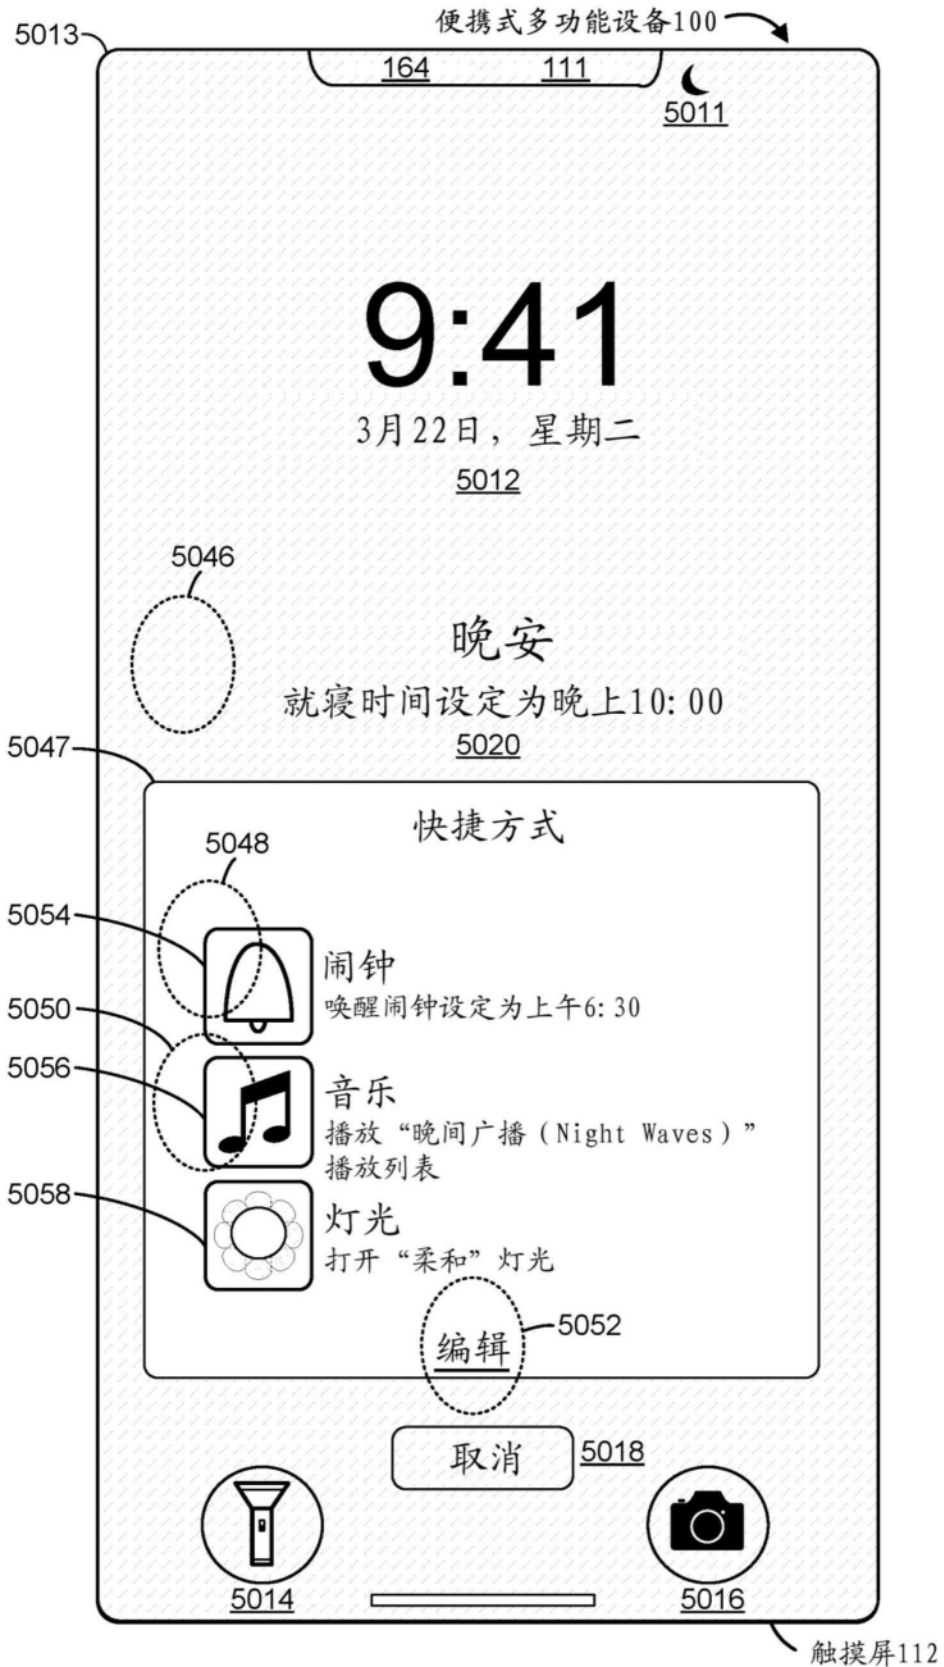 便携式多功能设备100
5013
164
111
5011
9:41
3月22日，星期二
5012
5046
晚安
就寝时间设定为晚上10:00
5020
5047
快捷方式
5048
5054
闹钟
唤醒闹钟设定为上午6:30
5050
5056
音乐
播放“晚间广播（Night Waves）”
播放列表
5058
灯光
打开“柔和”灯光
5052
编辑
取消
5018
5014
5016
触摸屏112